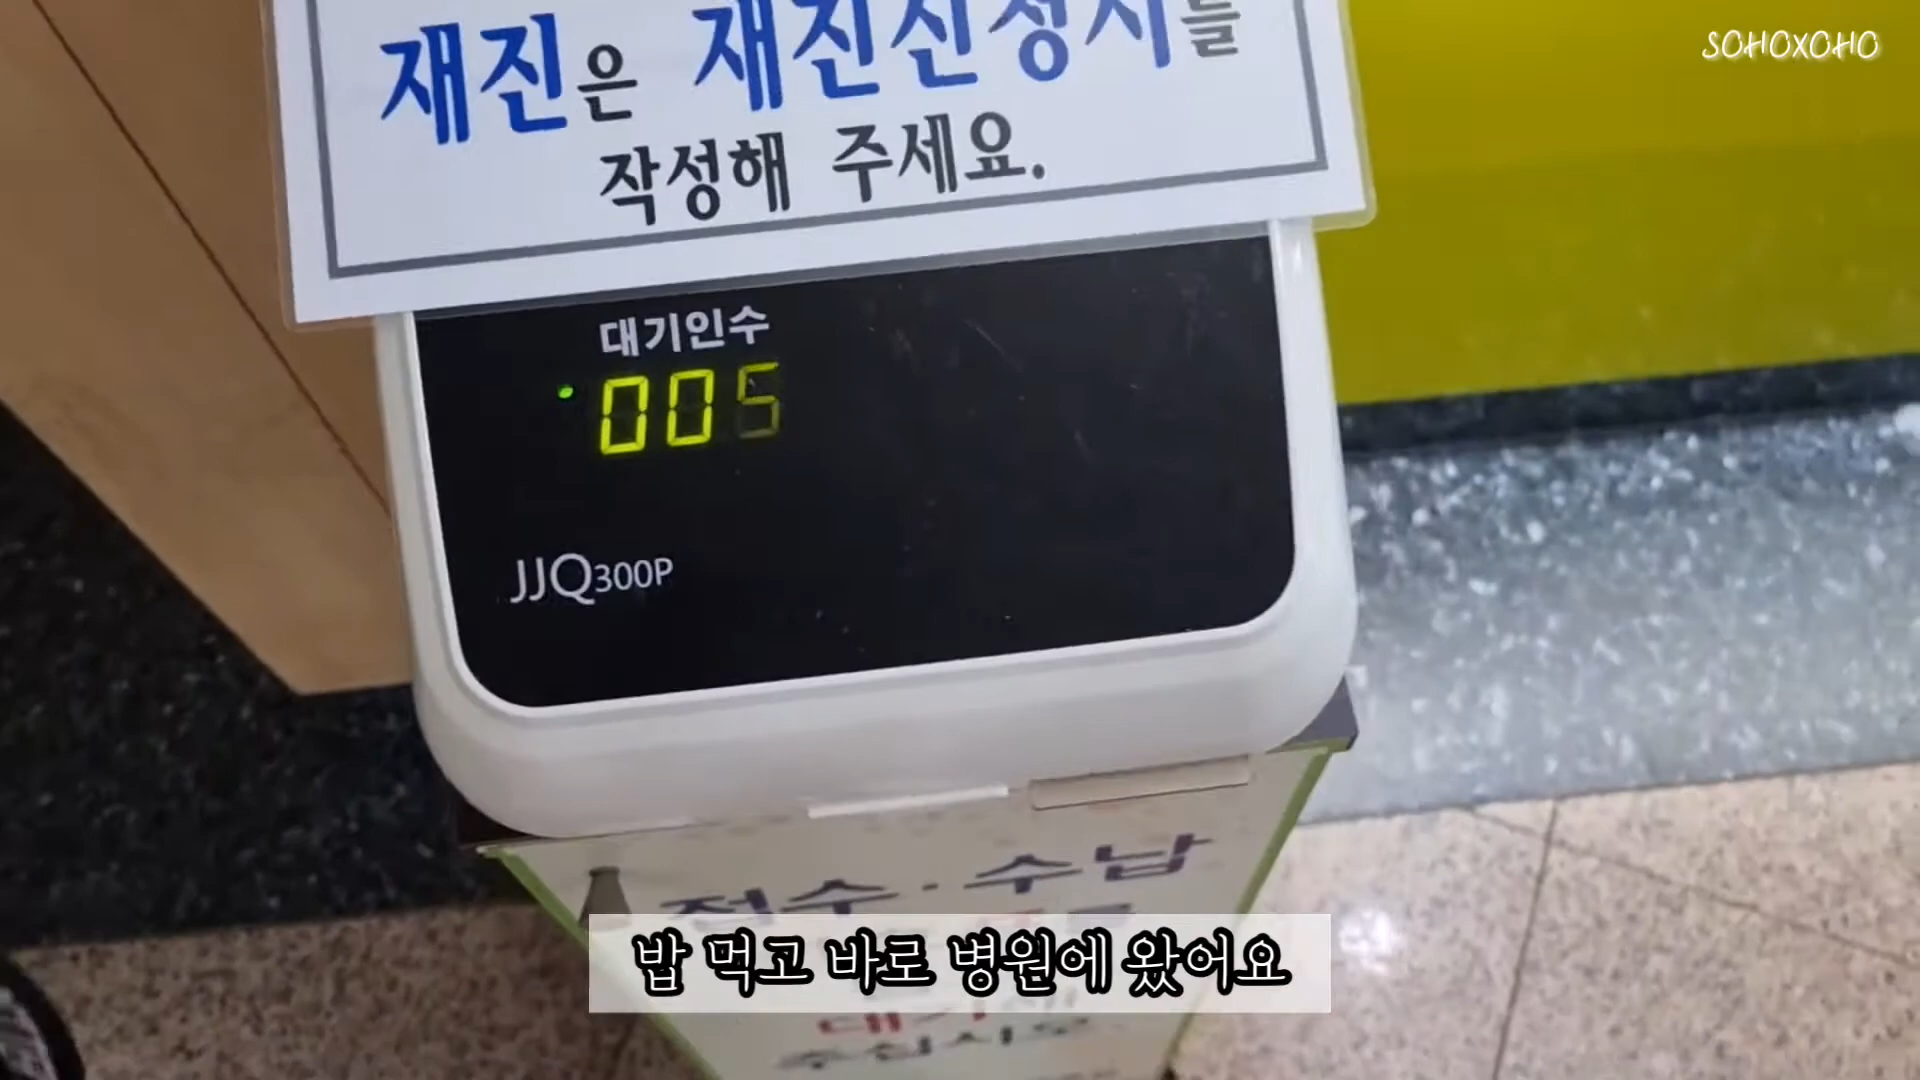 SOHOXOHO
재진은 재진신청서를
작성해 주세요.
대기인수
005
JJQ300P
접수·수납
밥 먹고 바로 병원에 왔어요